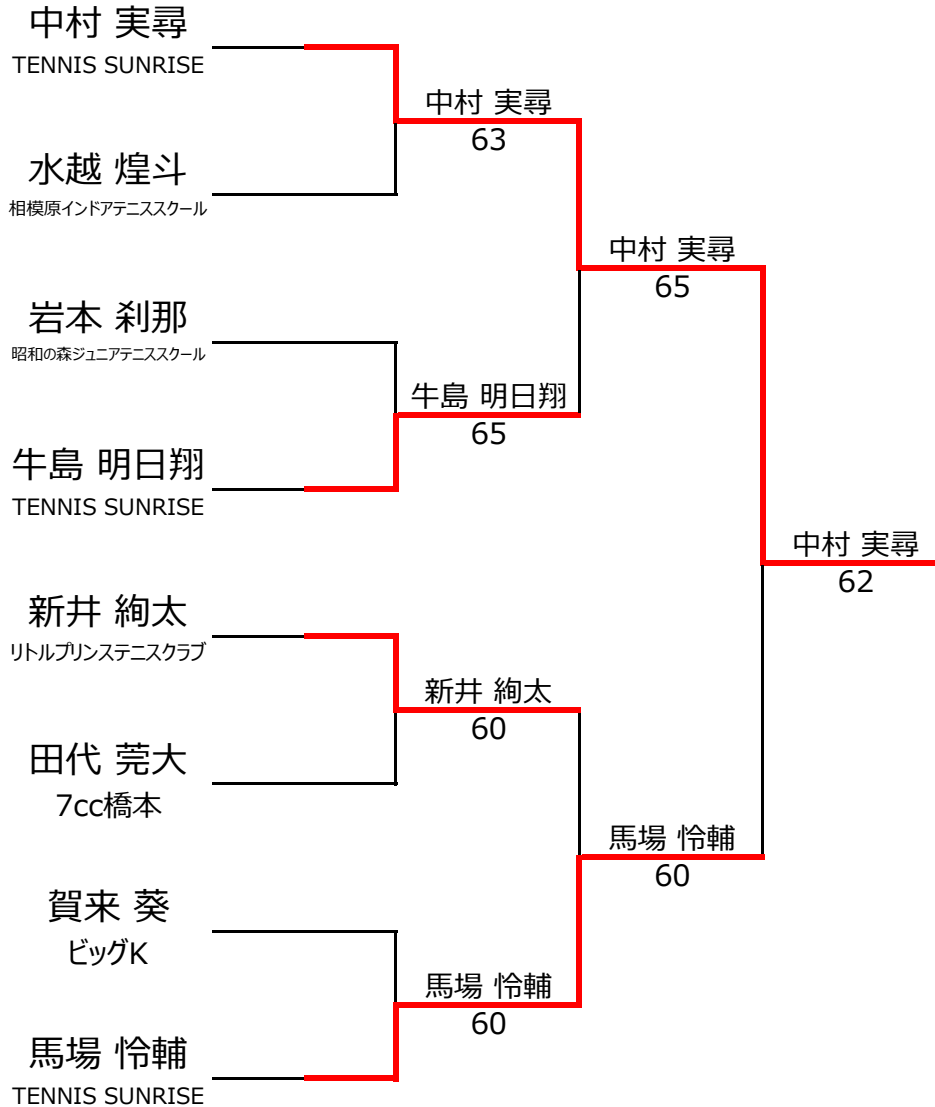 中村 実尋
TENNIS SUNRISE
中村 実尋
63
水越 煌斗
相模原インドアテニススクール
中村 実尋
65
岩本 刹那
昭和の森ジュニアテニススクール
牛島 明日翔
65
牛島 明日翔
TENNIS SUNRISE
中村 実尋
62
新井 絢太
リトルプリンステニスクラブ
新井 絢太
60
田代 莞大
7cc橋本
馬場 怜輔
60
賀来 葵
ビッグK
馬場 怜輔
60
馬場 怜輔
TENNIS SUNRISE